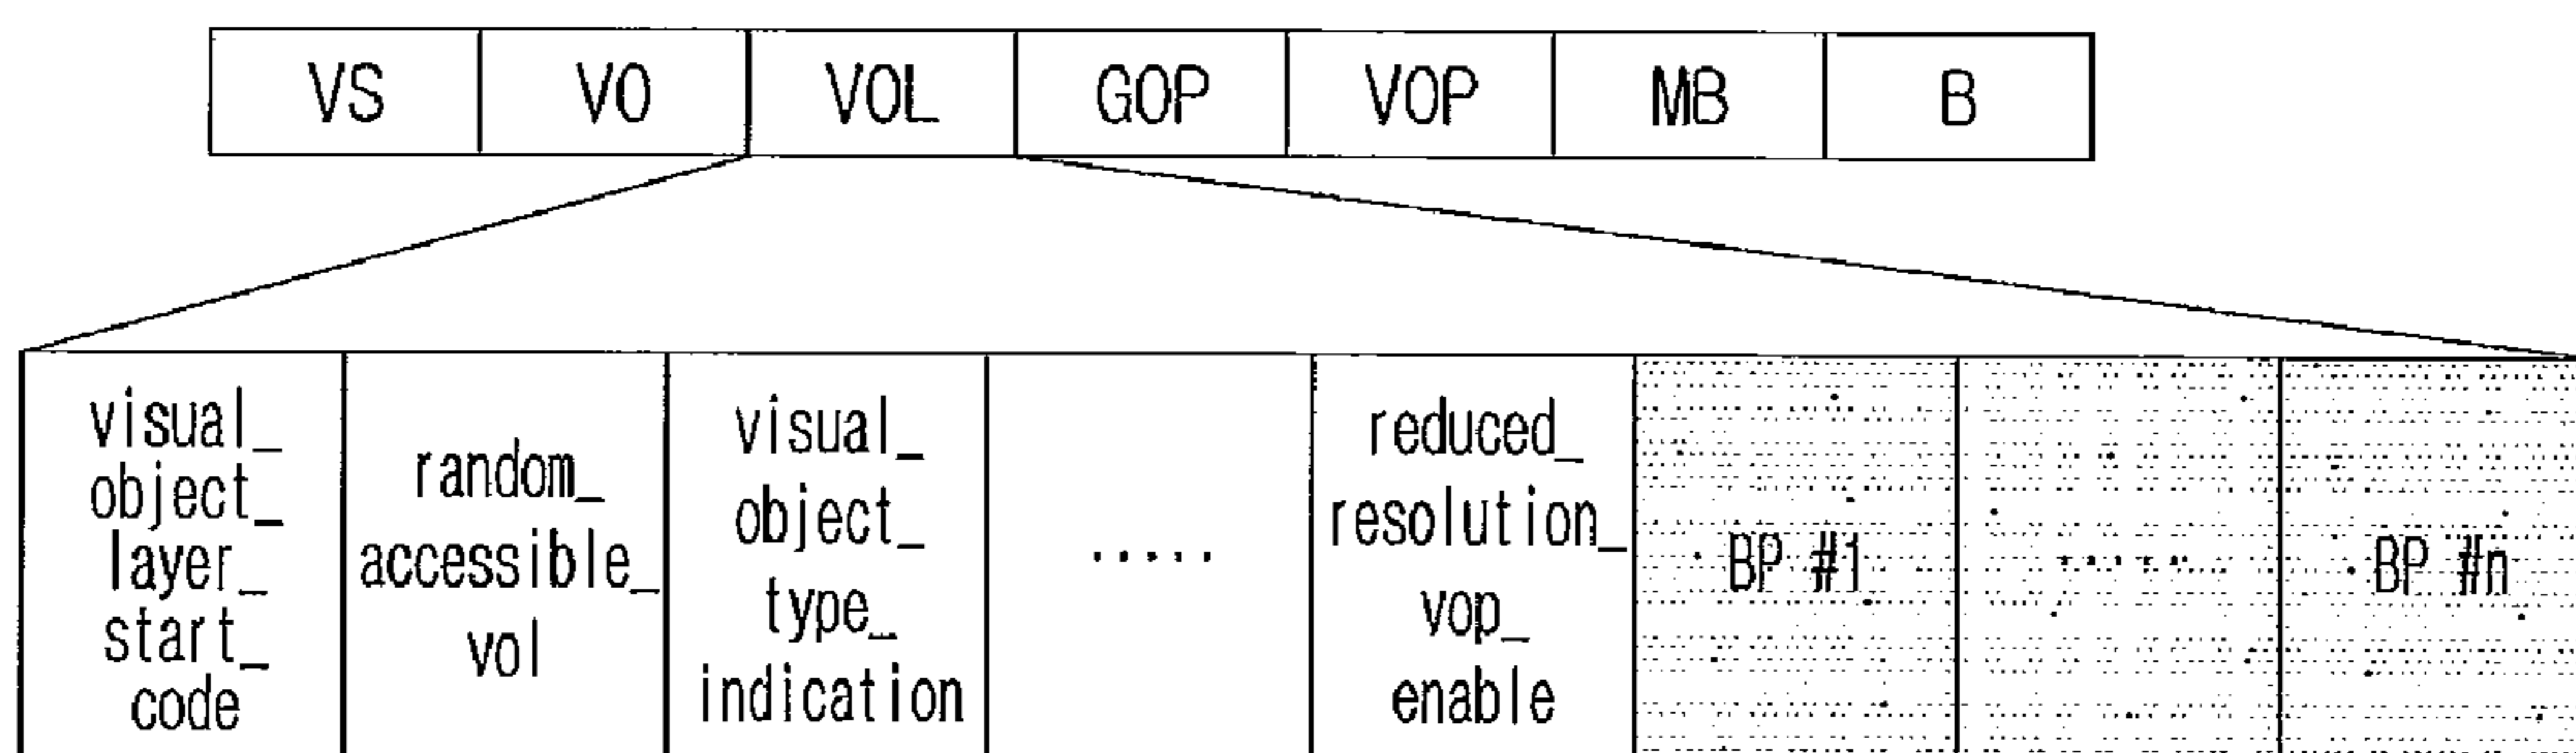 VS VO VOL GOP VOP MB B
visual_
object_
layer_
start_
code
random_
accessible_
vol
visual_
object_
type_
indication
.....
reduced_
resolution_
vop_
enable
BP #1
.....
BP #n